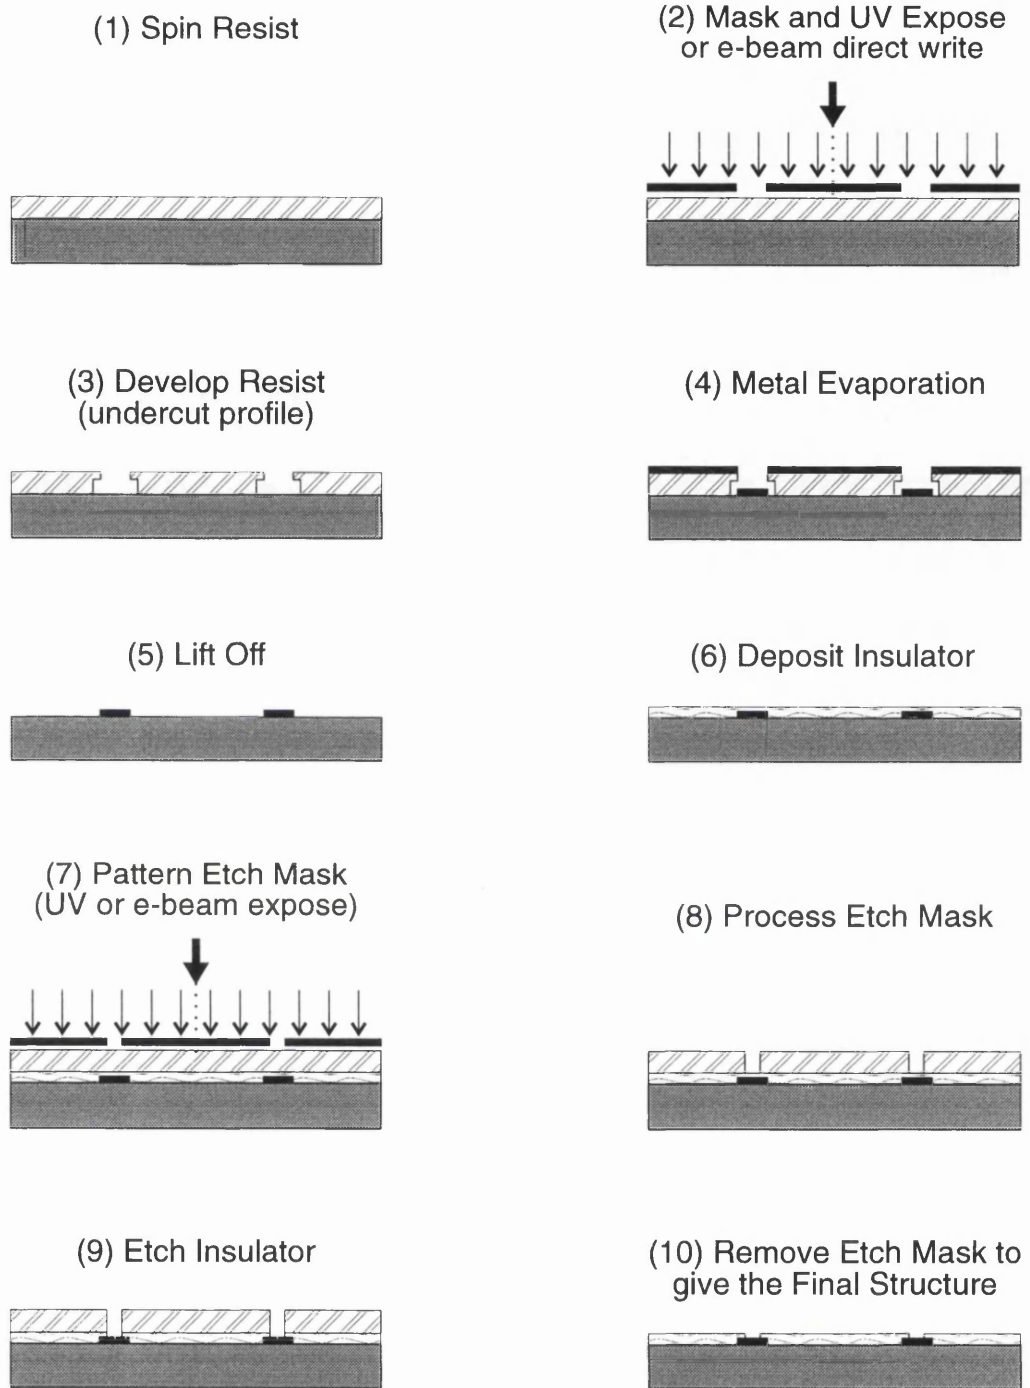 (1) Spin Resist
(2) Mask and UV Expose
or e-beam direct write
(3) Develop Resist
(undercut profile)
(4) Metal Evaporation
(5) Lift Off
(6) Deposit Insulator
(7) Pattern Etch Mask
(UV or e-beam expose)
(8) Process Etch Mask
(9) Etch Insulator
(10) Remove Etch Mask to
give the Final Structure